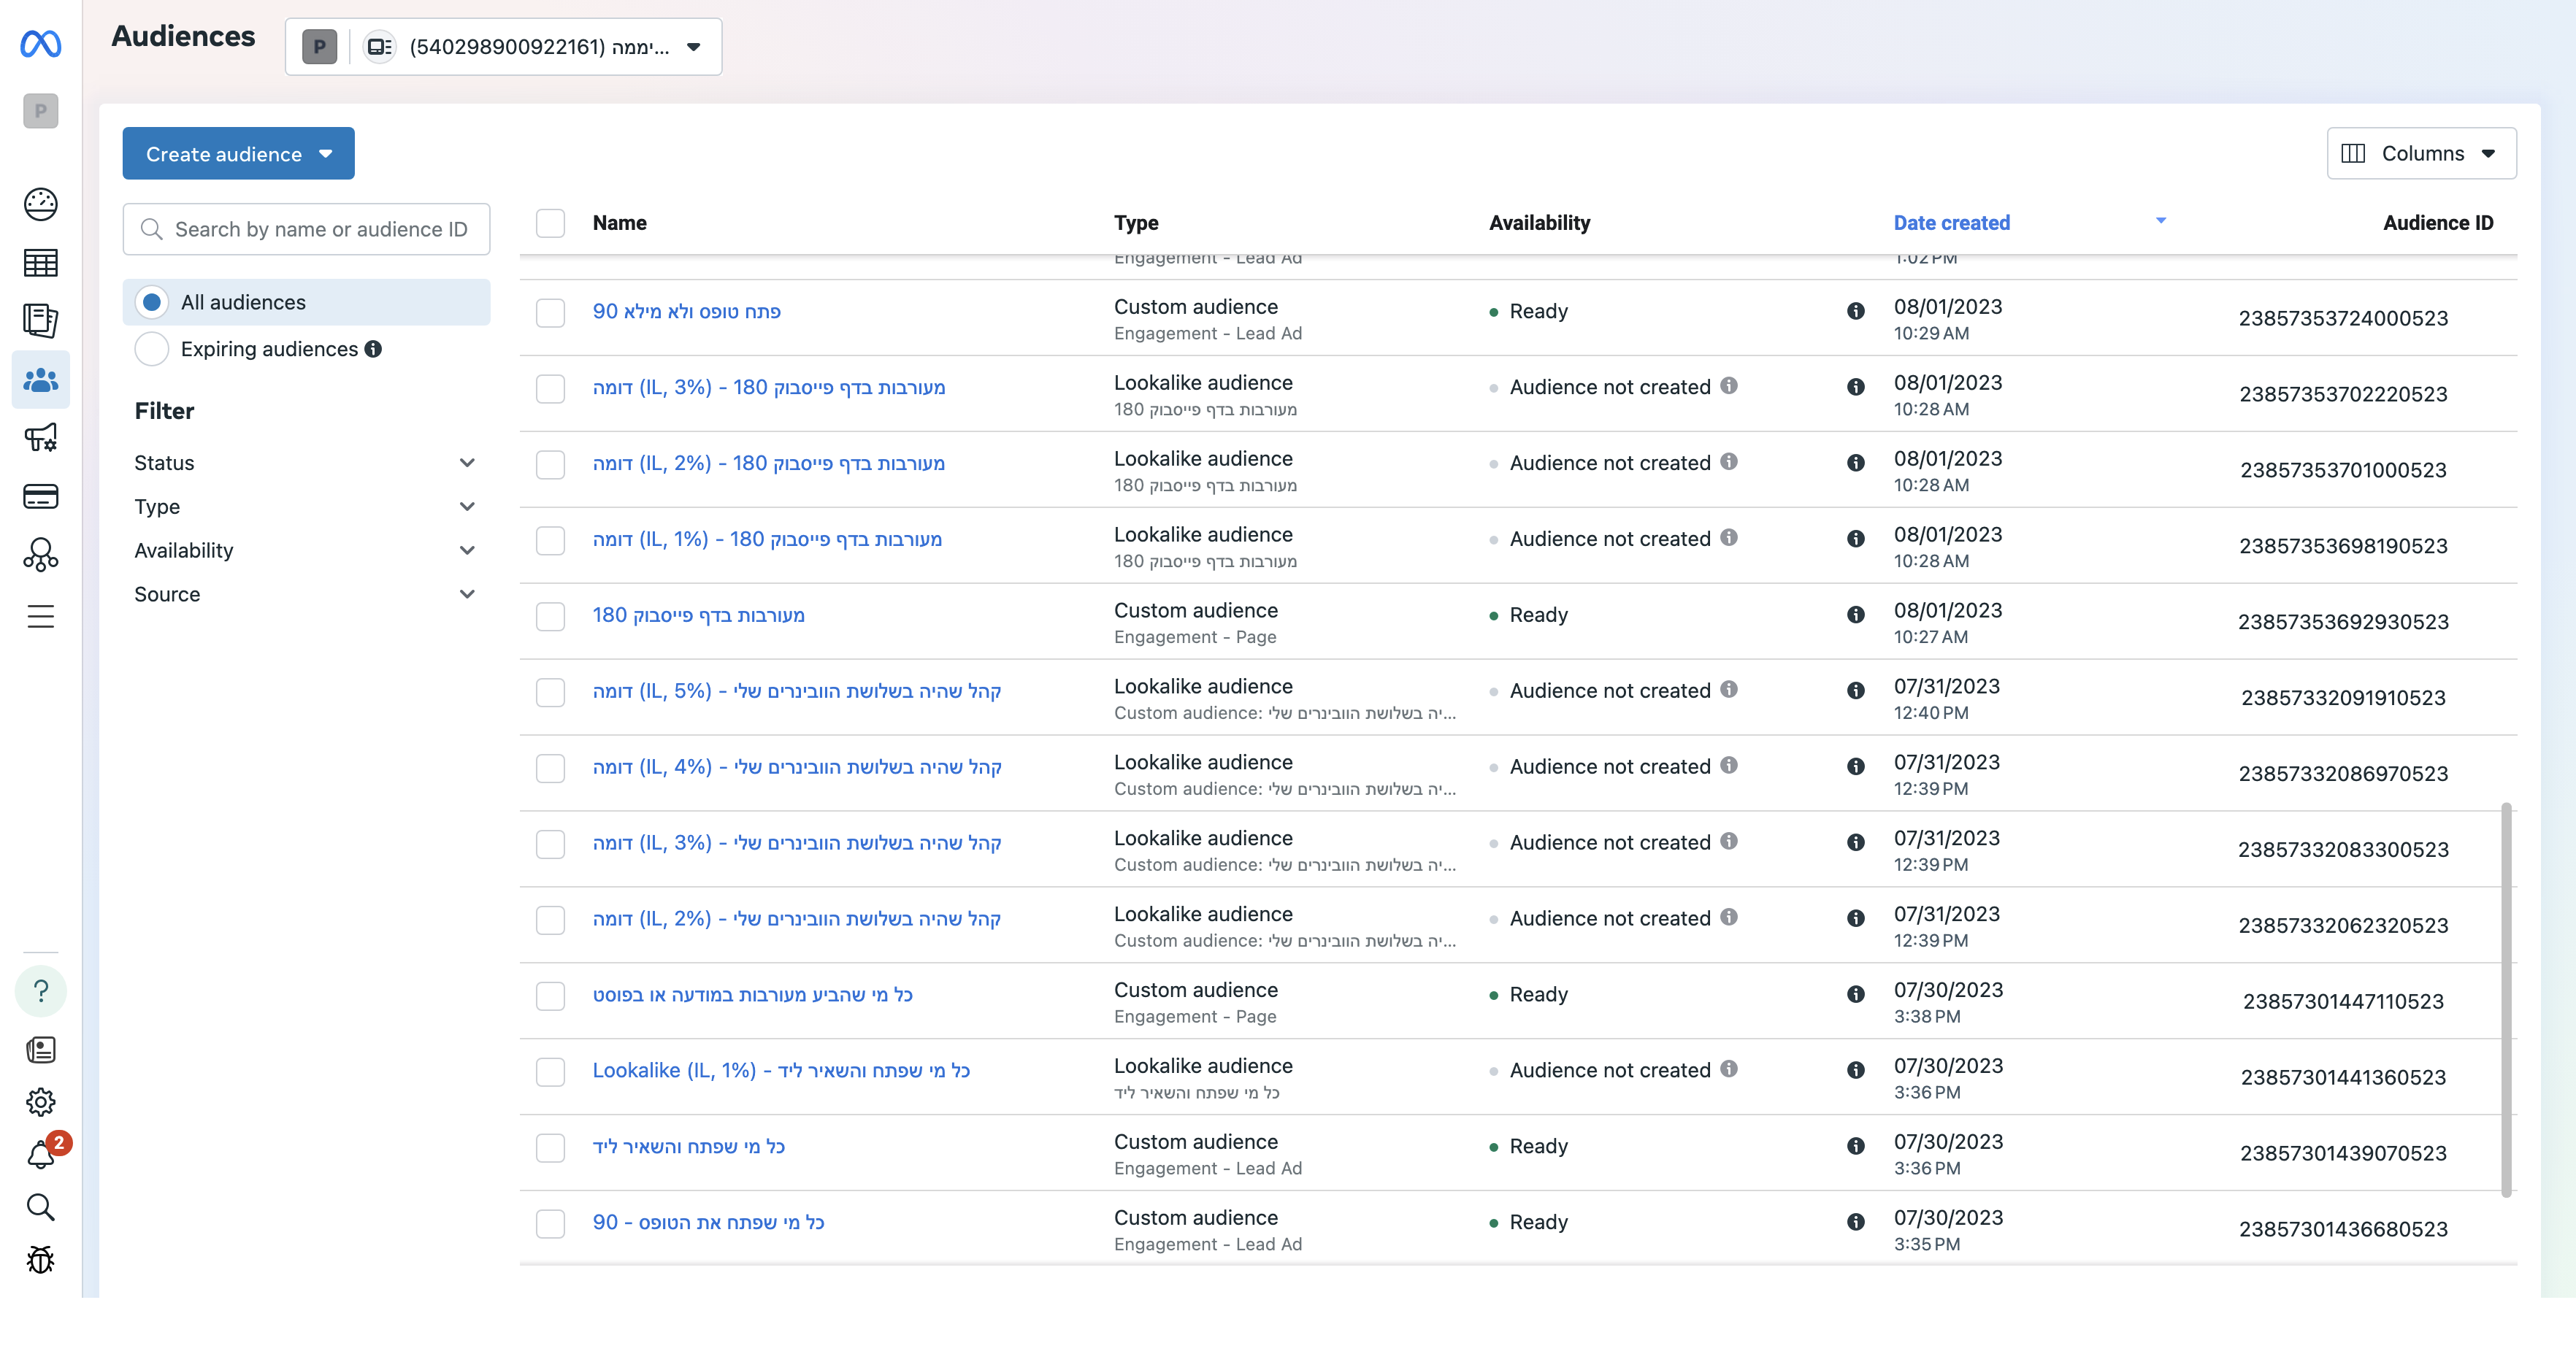 Audiences
P
(540298900922161) יממה...
P
Create audience
Columns
Search by name or audience ID
All audiences
Expiring audiences
Filter
Status
Type
Availability
Source
2
Name Type Availability Date created Audience ID
Engagement - Lead Ad 1:02 PM
פתח טופס ולא מילא 90 Custom audience Ready 08/01/2023 23857353724000523
Engagement - Lead Ad 10:29 AM
דומה (IL, 3%) - מעורבות בדף פייסבוק 180 Lookalike audience Audience not created 08/01/2023 23857353702220523
מעורבות בדף פייסבוק 180 10:28 AM
דומה (IL, 2%) - מעורבות בדף פייסבוק 180 Lookalike audience Audience not created 08/01/2023 23857353701000523
מעורבות בדף פייסבוק 180 10:28 AM
דומה (IL, 1%) - מעורבות בדף פייסבוק 180 Lookalike audience Audience not created 08/01/2023 23857353698190523
מעורבות בדף פייסבוק 180 10:28 AM
מעורבות בדף פייסבוק 180 Custom audience Ready 08/01/2023 23857353692930523
Engagement - Page 10:27 AM
דומה (IL, 5%) - קהל שהיה בשלושת הוובינרים שלי Lookalike audience Audience not created 07/31/2023 23857332091910523
Custom audience: יה בשלושת הוובינרים שלי... 12:40 PM
דומה (IL, 4%) - קהל שהיה בשלושת הוובינרים שלי Lookalike audience Audience not created 07/31/2023 23857332086970523
Custom audience: יה בשלושת הוובינרים שלי... 12:39 PM
דומה (IL, 3%) - קהל שהיה בשלושת הוובינרים שלי Lookalike audience Audience not created 07/31/2023 23857332083300523
Custom audience: יה בשלושת הוובינרים שלי... 12:39 PM
דומה (IL, 2%) - קהל שהיה בשלושת הוובינרים שלי Lookalike audience Audience not created 07/31/2023 23857332062320523
Custom audience: יה בשלושת הוובינרים שלי... 12:39 PM
כל מי שהביע מעורבות במודעה או בפוסט Custom audience Ready 07/30/2023 23857301447110523
Engagement - Page 3:38 PM
Lookalike (IL, 1%) - כל מי שפתח והשאיר ליד Lookalike audience Audience not created 07/30/2023 23857301441360523
כל מי שפתח והשאיר ליד 3:36 PM
כל מי שפתח והשאיר ליד Custom audience Ready 07/30/2023 23857301439070523
Engagement - Lead Ad 3:36 PM
כל מי שפתח את הטופס - 90 Custom audience Ready 07/30/2023 23857301436680523
Engagement - Lead Ad 3:35 PM